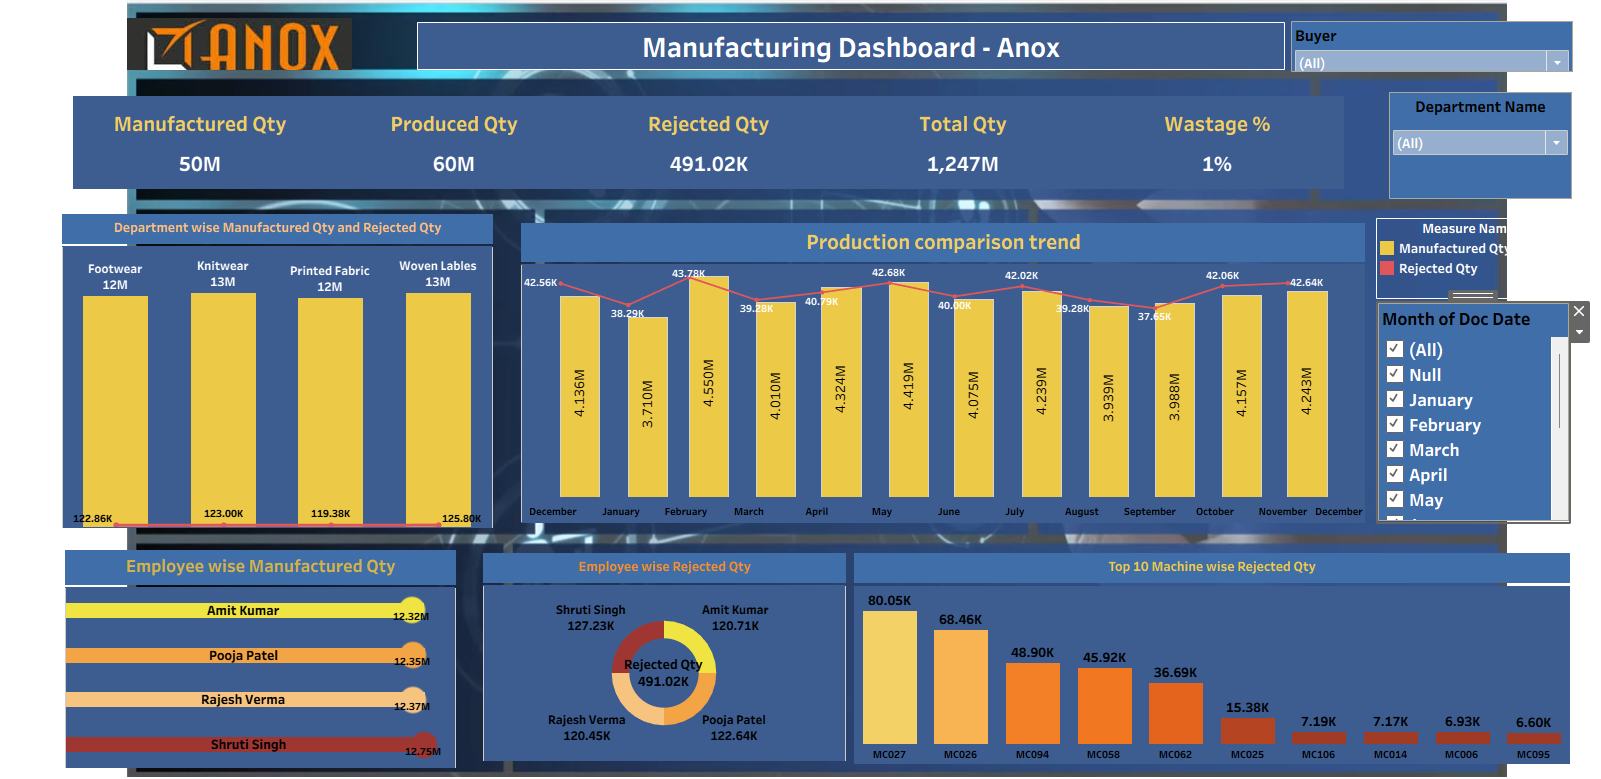 ANOX
Manufacturing Dashboard - Anox
Buyer
(All)
Manufactured Qty
50M
Produced Qty
60M
Rejected Qty
491.02K
Total Qty
1,247M
Wastage %
1%
Department Name
(All)
Department wise Manufactured Qty and Rejected Qty
Footwear
12M
Knitwear
13M
Printed Fabric
12M
Woven Lables
13M
122.86K
123.00K
119.38K
125.80K
Production comparison trend
42.56K
38.29K
43.78K
39.28K
40.79K
42.68K
40.00K
42.02K
39.28K
37.65K
42.06K
42.64K
4.136M
3.710M
4.550M
4.010M
4.324M
4.419M
4.075M
4.239M
3.939M
3.988M
4.157M
4.243M
December
January
February
March
April
May
June
July
August
September
October
November
December
Measure Nam
Manufactured Qty
Rejected Qty
Month of Doc Date
(All)
Null
January
February
March
April
May
Employee wise Manufactured Qty
Amit Kumar
12.32M
Pooja Patel
12.35M
Rajesh Verma
12.37M
Shruti Singh
12.75M
Employee wise Rejected Qty
Shruti Singh
127.23K
Amit Kumar
120.71K
Rejected Qty
491.02K
Rajesh Verma
120.45K
Pooja Patel
122.64K
Top 10 Machine wise Rejected Qty
80.05K
68.46K
48.90K
45.92K
36.69K
15.38K
7.19K
7.17K
6.93K
6.60K
MC027
MC026
MC094
MC058
MC062
MC025
MC106
MC014
MC006
MC095